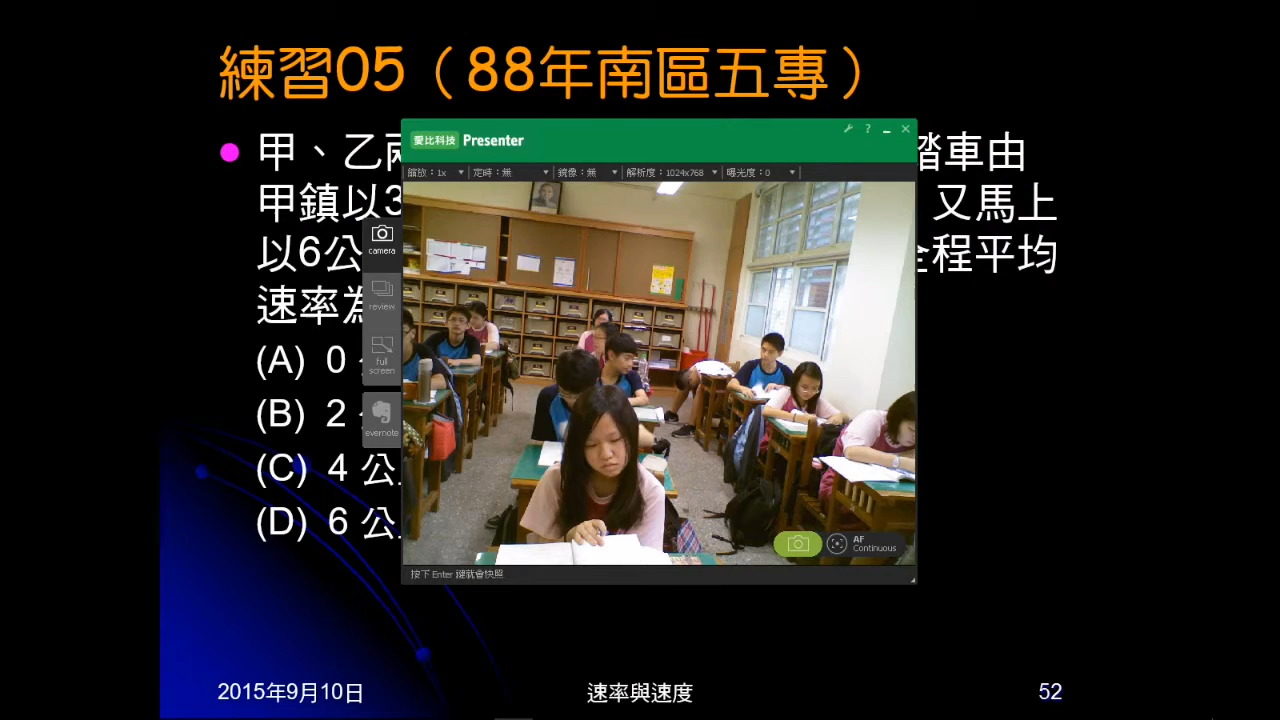 練習05（88年南區五專）
甲、乙兩
踏車由
甲鎮以3
又馬上
以6公
全程平均
速率為
(A) 0
(B) 2
(C) 4 公
(D) 6 公
愛比科技 Presenter
縮放：1x 定時：無 鏡像：無 解析度：1024x768 曝光度：0
camera
review
full
screen
evernote
AF
Continuous
按下 Enter 鍵就會快照
2015年9月10日
速率與速度
52